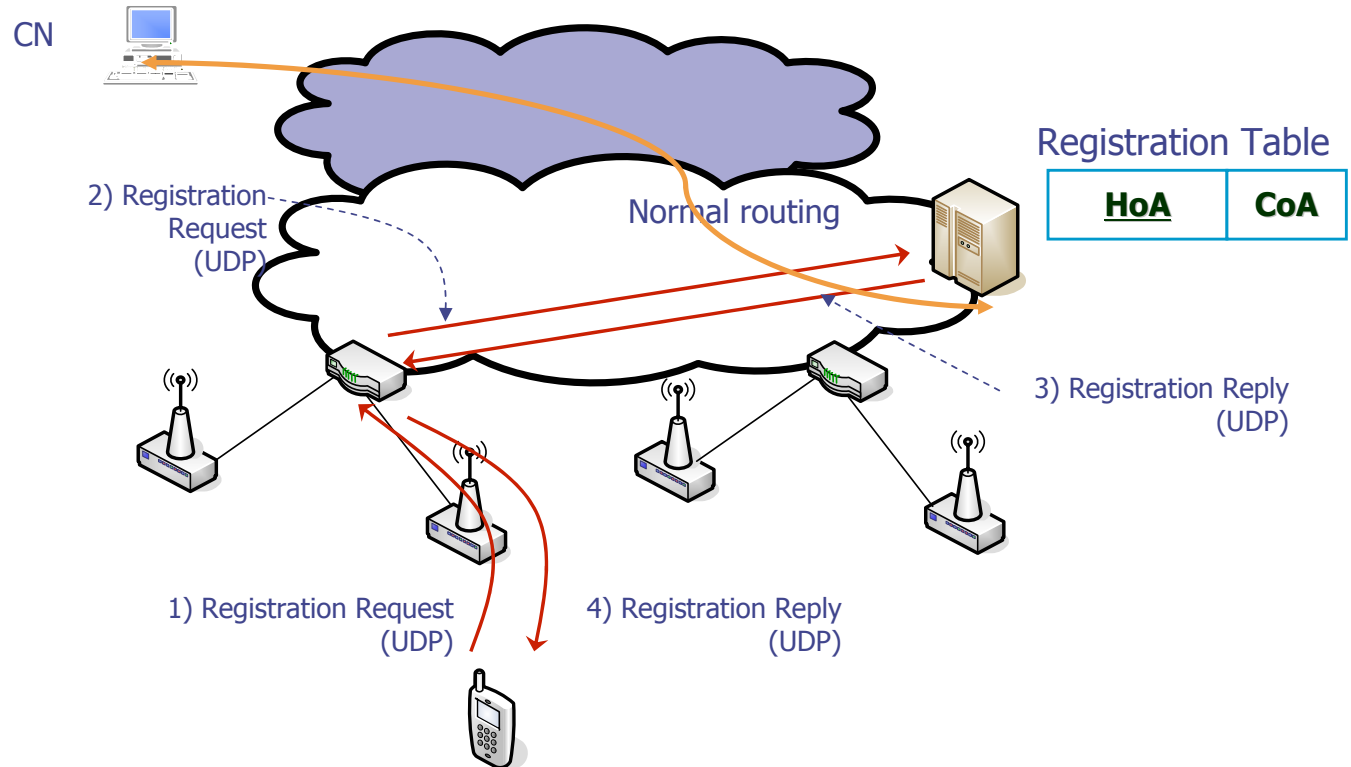 CN
Registration Table
HoA CoA
2) Registration
Request
(UDP)
Normal routing
3) Registration Reply
(UDP)
1) Registration Request
(UDP)
4) Registration Reply
(UDP)